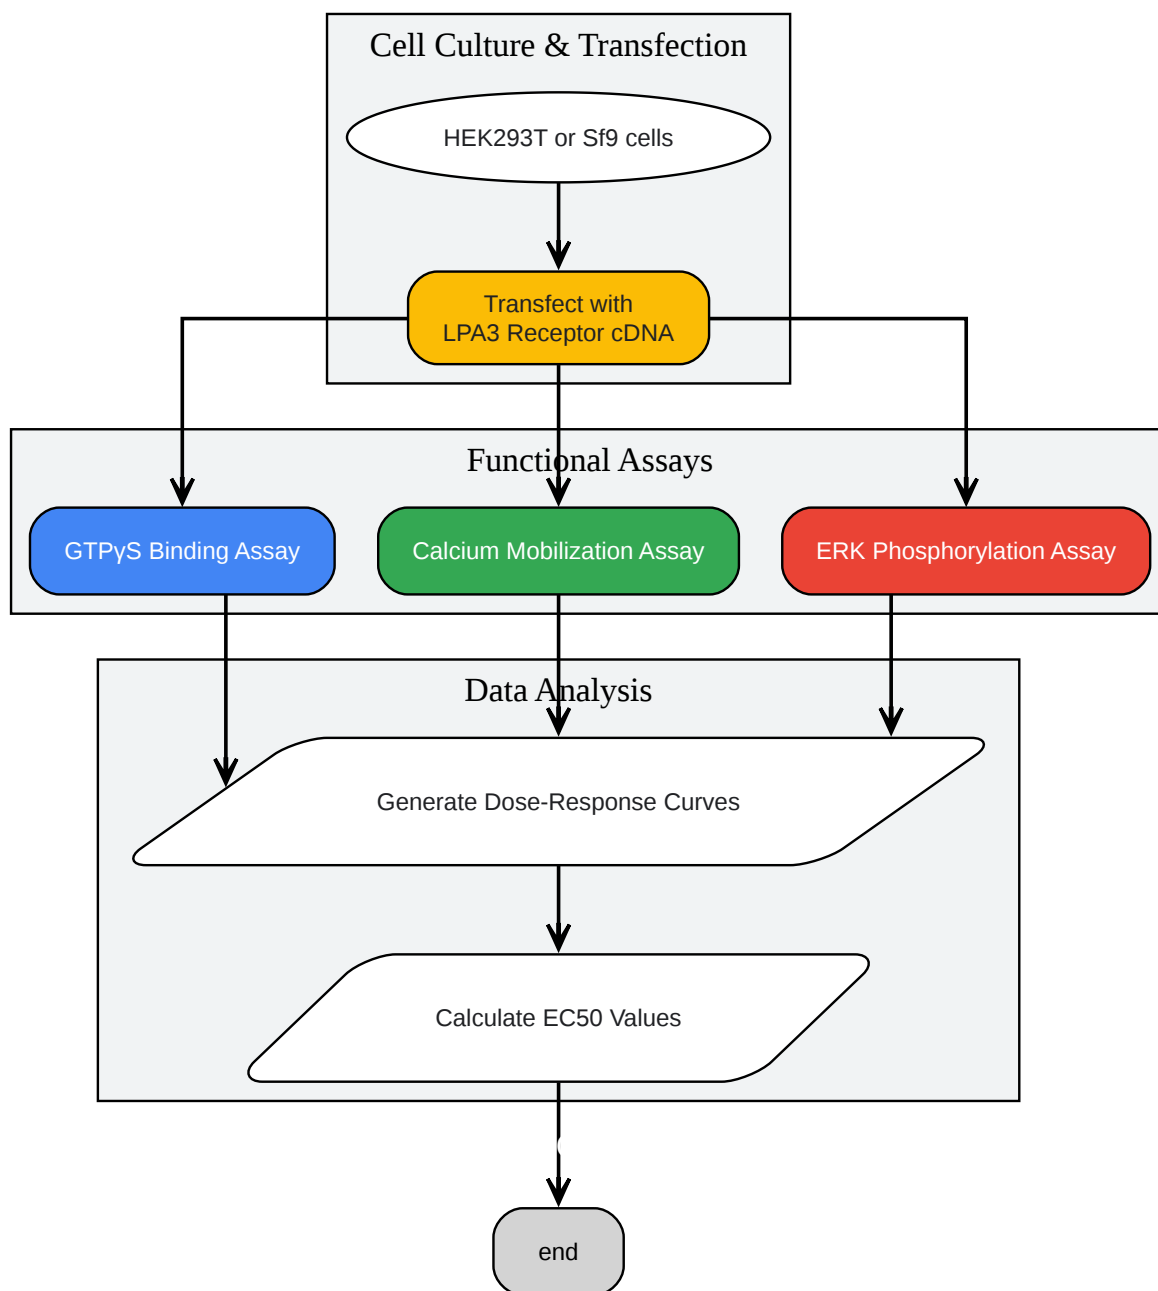 Cell Culture & Transfection
HEK293T or Sf9 cells
Transfect with
LPA3 Receptor cDNA
Functional Assays
GTPγS Binding Assay
Calcium Mobilization Assay
ERK Phosphorylation Assay
Data Analysis
Generate Dose-Response Curves
Calculate EC50 Values
end